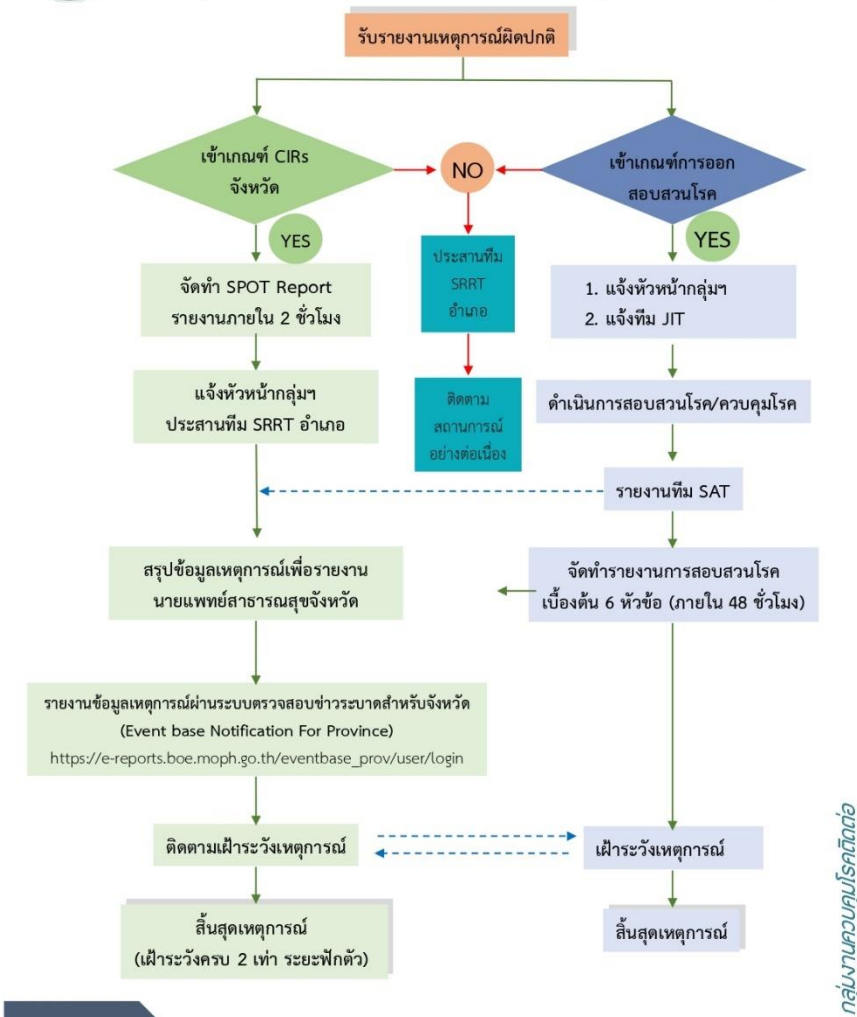 รับรายงานเหตุการณ์ผิดปกติ
เข้าเกณฑ์ CIRs
จังหวัด
NO
เข้าเกณฑ์การออก
สอบสวนโรค
YES
YES
จัดทำ SPOT Report
รายงานภายใน 2 ชั่วโมง
ประสานทีม
SRRT
อำเภอ
1. แจ้งหัวหน้ากลุ่มฯ
2. แจ้งทีม JIT
แจ้งหัวหน้ากลุ่มฯ
ประสานทีม SRRT อำเภอ
ติดตาม
สถานการณ์
อย่างต่อเนื่อง
ดำเนินการสอบสวนโรค/ควบคุมโรค
รายงานทีม SAT
สรุปข้อมูลเหตุการณ์เพื่อรายงาน
นายแพทย์สาธารณสุขจังหวัด
จัดทำรายงานการสอบสวนโรค
เบื้องต้น 6 หัวข้อ (ภายใน 48 ชั่วโมง)
รายงานข้อมูลเหตุการณ์ผ่านระบบตรวจสอบข่าวระบาดสำหรับจังหวัด
(Event base Notification For Province)
https://e-reports.boe.moph.go.th/eventbase_prov/user/login
ติดตามเฝ้าระวังเหตุการณ์
เฝ้าระวังเหตุการณ์
สิ้นสุดเหตุการณ์
(เฝ้าระวังครบ 2 เท่า ระยะฟักตัว)
สิ้นสุดเหตุการณ์
กลุ่มงานควบคุมโรคติดต่อ